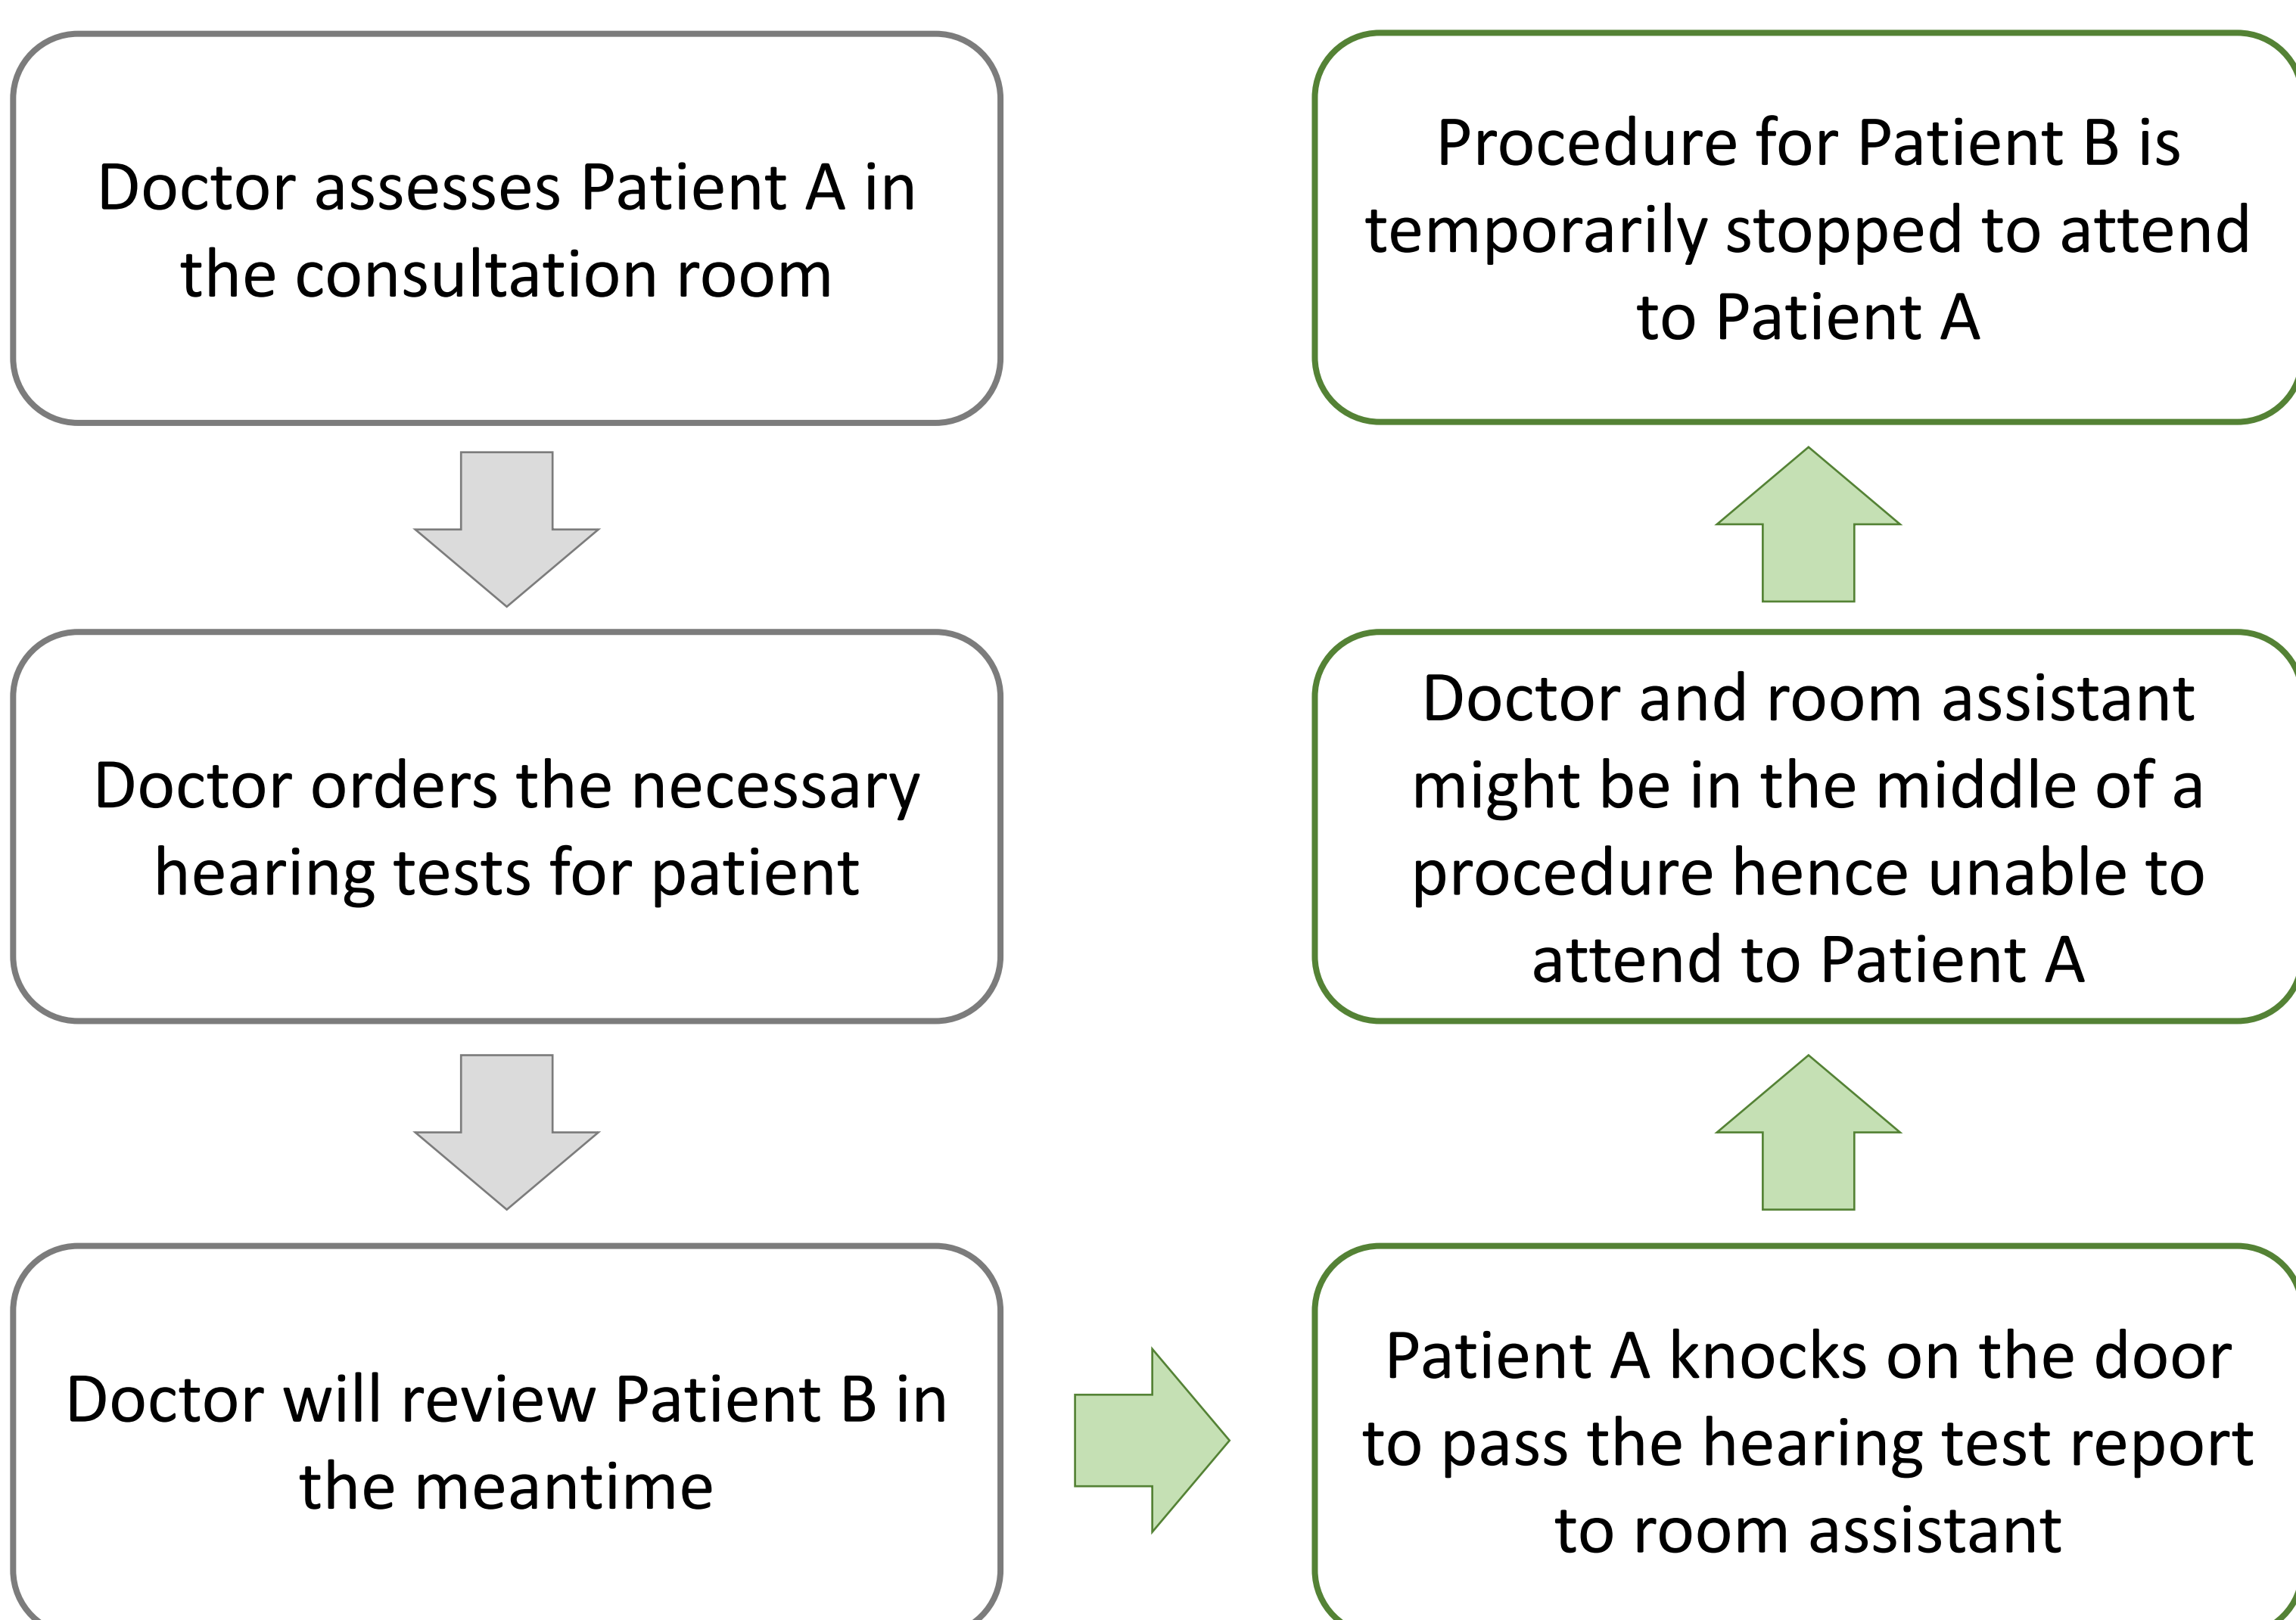 Doctor assesses Patient A in
the consultation room
Doctor orders the necessary
hearing tests for patient
Doctor will review Patient B in
the meantime
Patient A knocks on the door
to pass the hearing test report
to room assistant
Doctor and room assistant
might be in the middle of a
procedure hence unable to
attend to Patient A
Procedure for Patient B is
temporarily stopped to attend
to Patient A